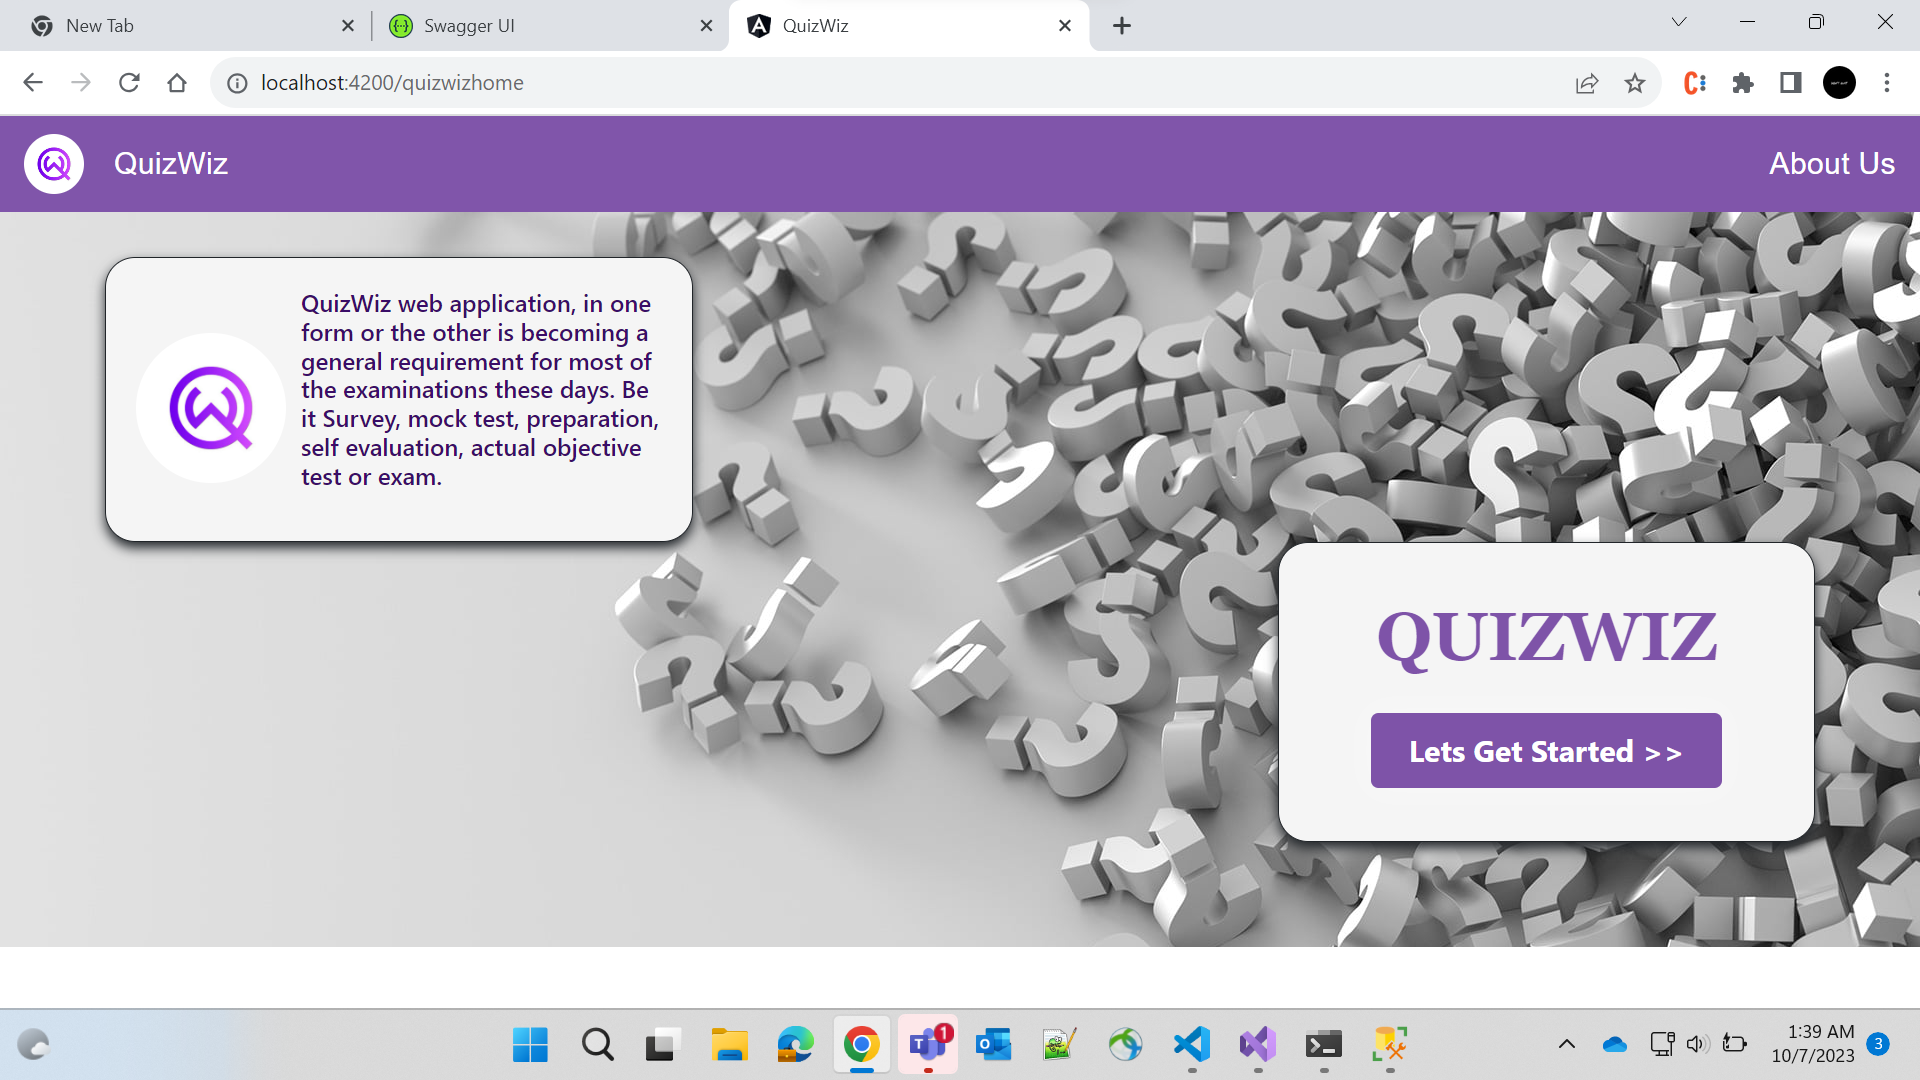 New Tab
Swagger UI
QuizWiz
localhost:4200/quizwizhome
QuizWiz
About Us
QuizWiz web application, in one
form or the other is becoming a
general requirement for most of
the examinations these days. Be
it Survey, mock test, preparation,
self evaluation, actual objective
test or exam.
QUIZWIZ
Lets Get Started >>
1
1:39 AM
10/7/2023
3